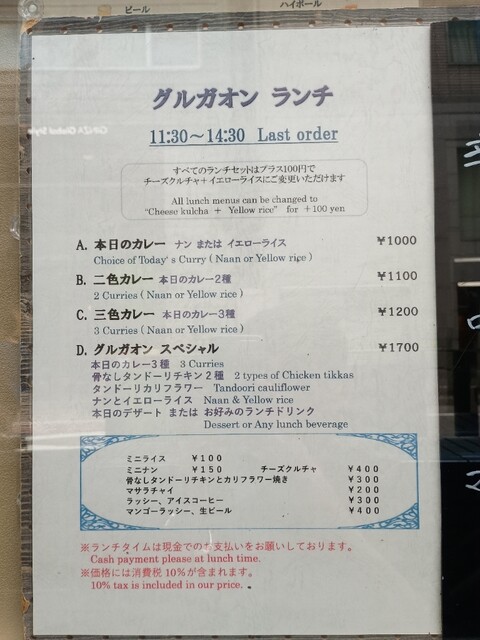 ビール
ハイボール
グルガオン ランチ
11:30～14:30 Last order
すべてのランチセットはプラス100円で
チーズクルチャ＋イエローライスにご変更いただけます
All lunch menus can be changed to
"Cheese kulcha ＋ Yellow rice" for ＋100 yen
A. 本日のカレー ナン または イエローライス ￥1000
Choice of Today's Curry ( Naan or Yellow rice )
B. 二色カレー 本日のカレー2種 ￥1100
2 Curries ( Naan or Yellow rice )
C. 三色カレー 本日のカレー3種 ￥1200
3 Curries ( Naan or Yellow rice )
D. グルガオン スペシャル ￥1700
本日のカレー3種 3 Curries
骨なしタンドーリチキン２種 2 types of Chicken tikkas
タンドーリカリフラワー Tandoori cauliflower
ナンとイエローライス Naan & Yellow rice
本日のデザート または お好みのランチドリンク
Dessert or Any lunch beverage
ミニライス ￥１００
ミニナン ￥１５０ チーズクルチャ ￥４００
骨なしタンドーリチキンとカリフラワー焼き ￥３００
マサラチャイ ￥２００
ラッシー、アイスコーヒー ￥３００
マンゴーラッシー、生ビール ￥４００
※ランチタイムは現金でのお支払いをお願いしております。
Cash payment please at lunch time.
※価格には消費税 10％が含まれます。
10% tax is included in our price.